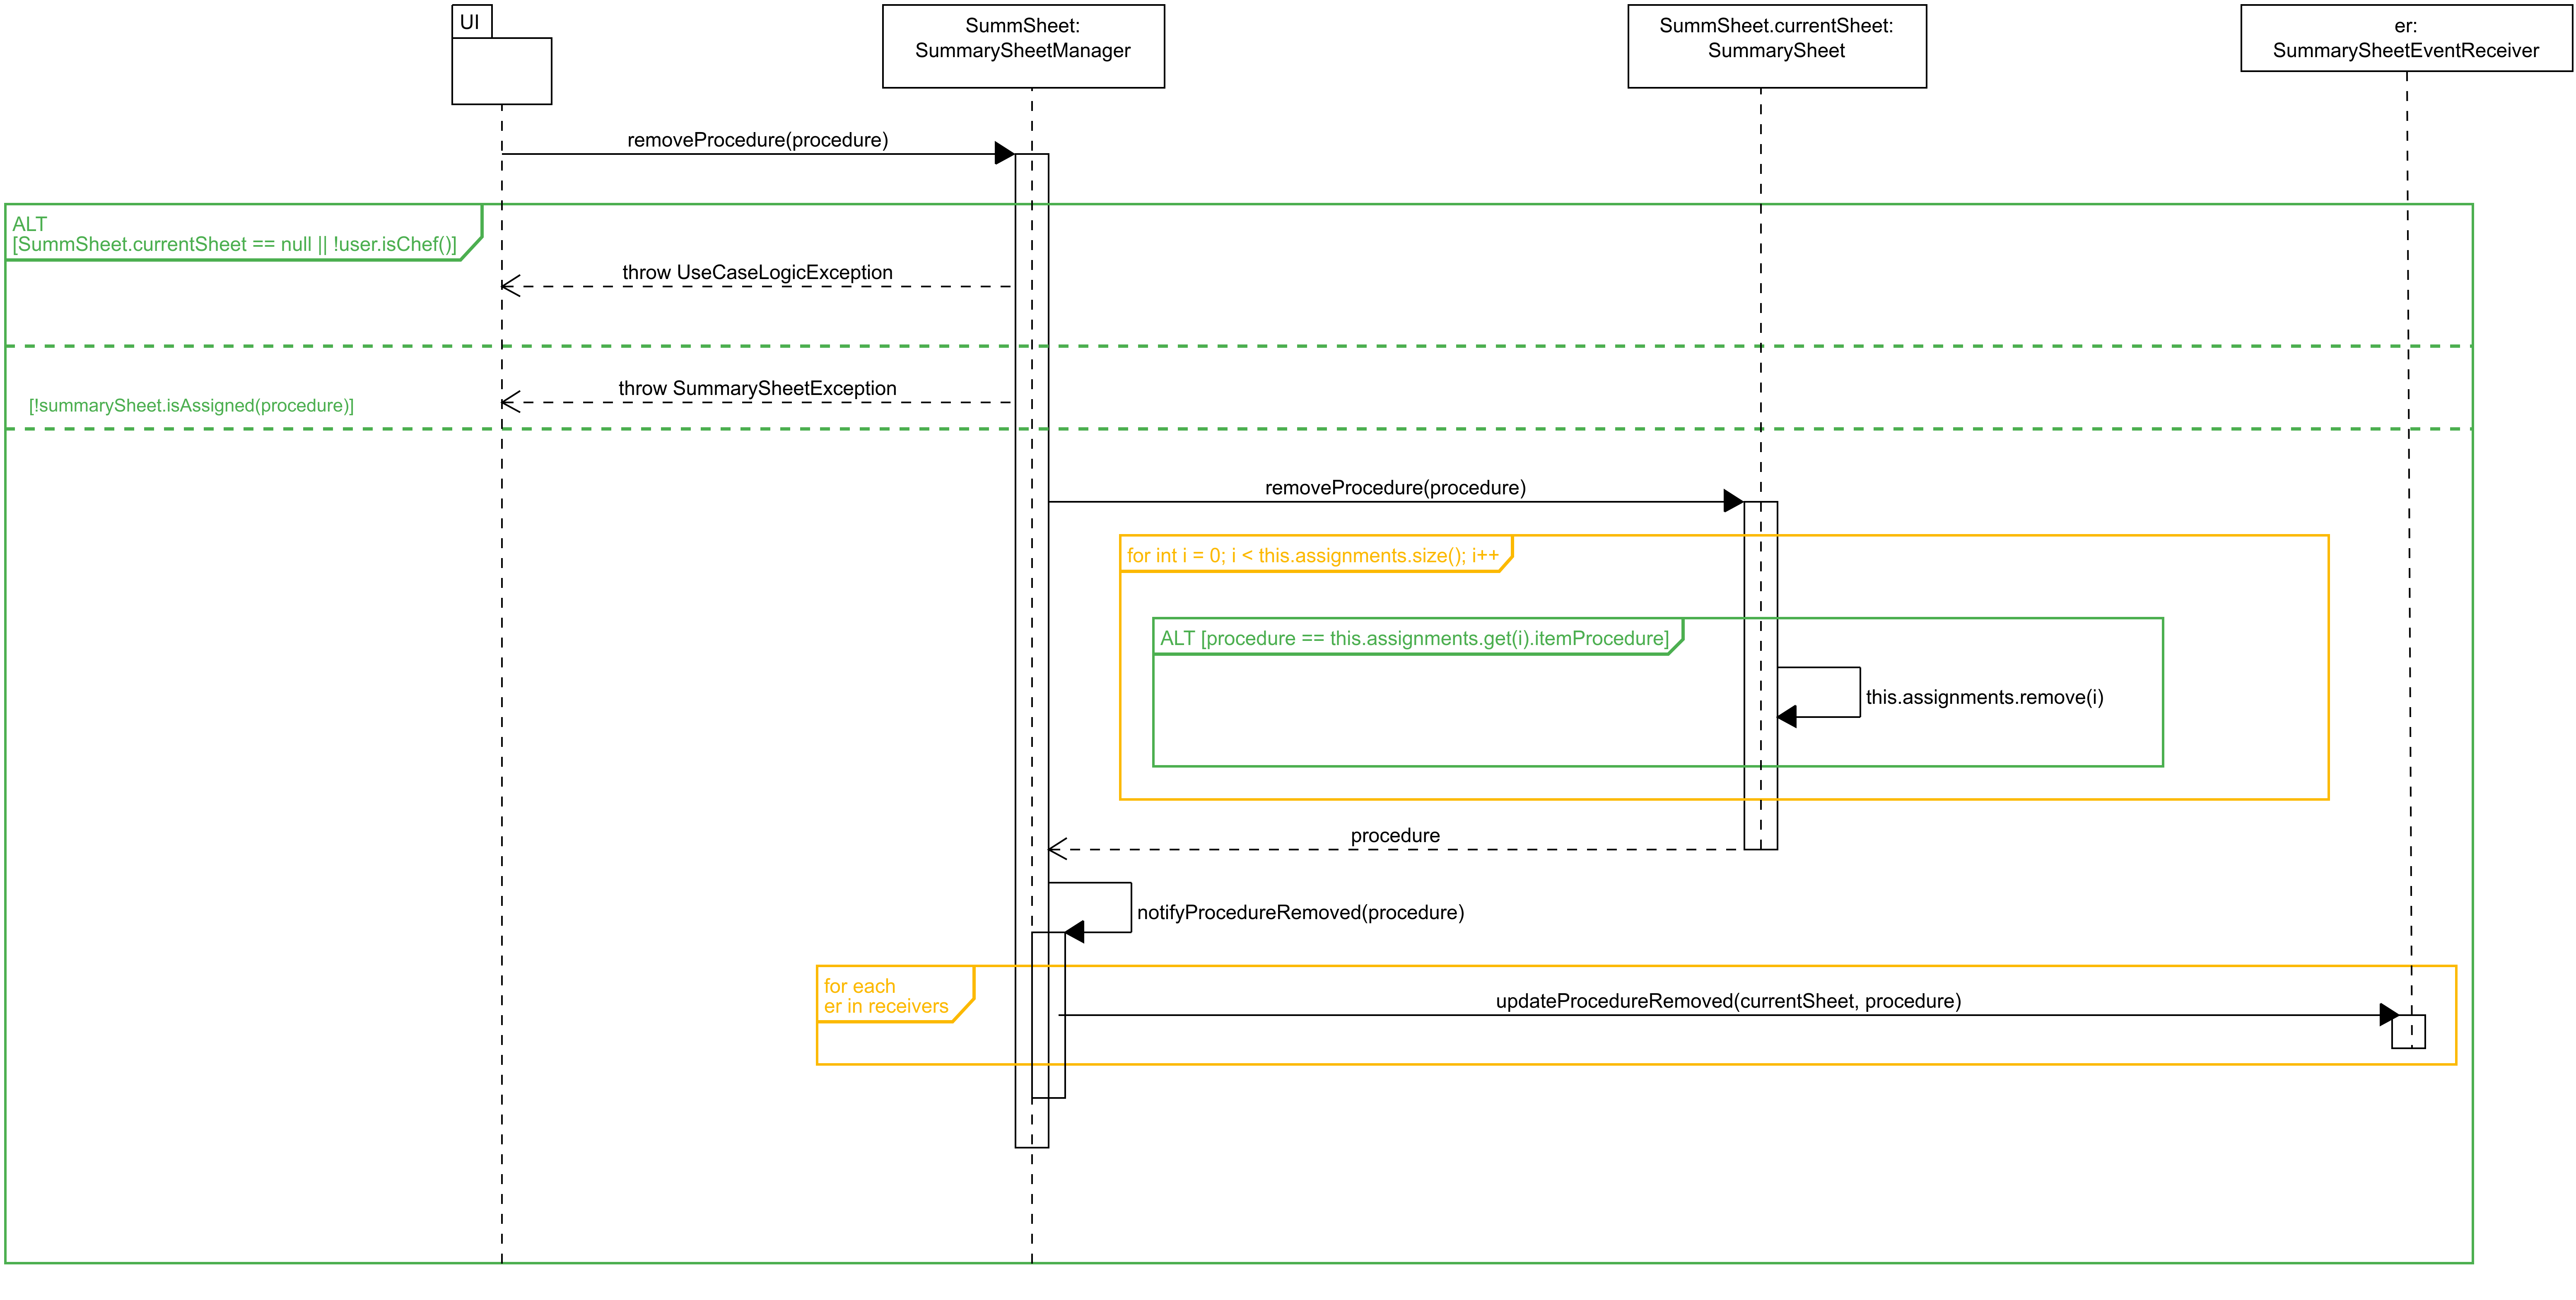 UI
SummSheet:
SummarySheetManager
SummSheet.currentSheet:
SummarySheet
er:
SummarySheetEventReceiver
removeProcedure(procedure)
ALT
[SummSheet.currentSheet == null || !user.isChef()]
throw UseCaseLogicException
throw SummarySheetException
[!summarySheet.isAssigned(procedure)]
removeProcedure(procedure)
for int i = 0; i < this.assignments.size(); i++
ALT [procedure == this.assignments.get(i).itemProcedure]
this.assignments.remove(i)
procedure
notifyProcedureRemoved(procedure)
for each
er in receivers
updateProcedureRemoved(currentSheet, procedure)